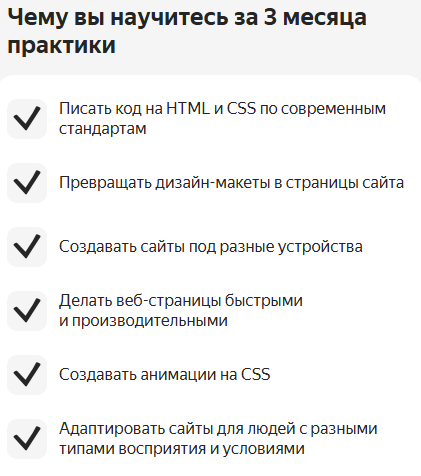 Чему вы научитесь за 3 месяца
практики
Писать код на HTML и CSS по современным
стандартам
Превращать дизайн-макеты в страницы сайта
Создавать сайты под разные устройства
Делать веб-страницы быстрыми
и производительными
Создавать анимации на CSS
Адаптировать сайты для людей с разными
типами восприятия и условиями